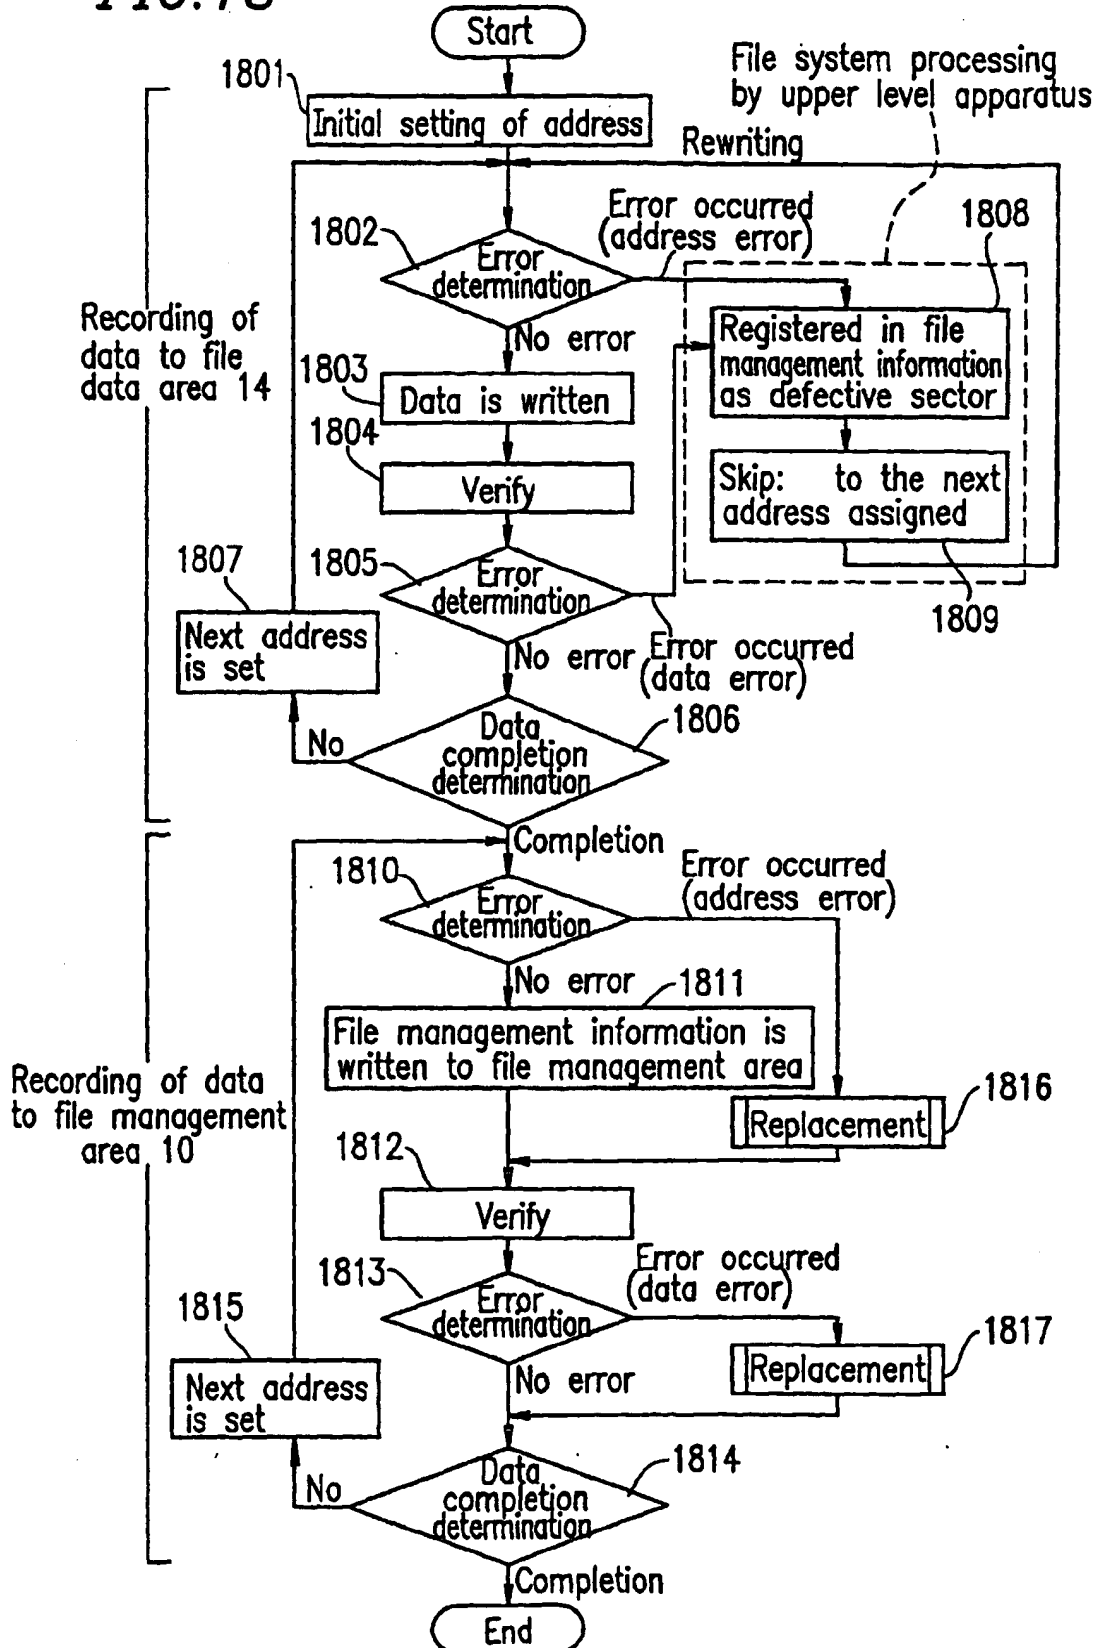 Start
File system processing
by upper level apparatus
1801
Initial setting of address
Rewriting
1802
Error
determination
Error occurred
(address error)
1808
Recording of
data to file
data area 14
No error
Registered in file
management information
as defective sector
1803
Data is written
1804
Verify
Skip: to the next
address assigned
1807
1805
Error
determination
1809
Next address
is set
No error
Error occurred
(data error)
1806
No
Data
completion
determination
Completion
1810
Error
determination
Error occurred
(address error)
No error
1811
File management information is
written to file management area
Recording of data
to file management
area 10
1816
Replacement
1812
Verify
1813
Error
determination
Error occurred
(data error)
1815
1817
Replacement
Next address
is set
No error
1814
No
Data
completion
determination
Completion
End